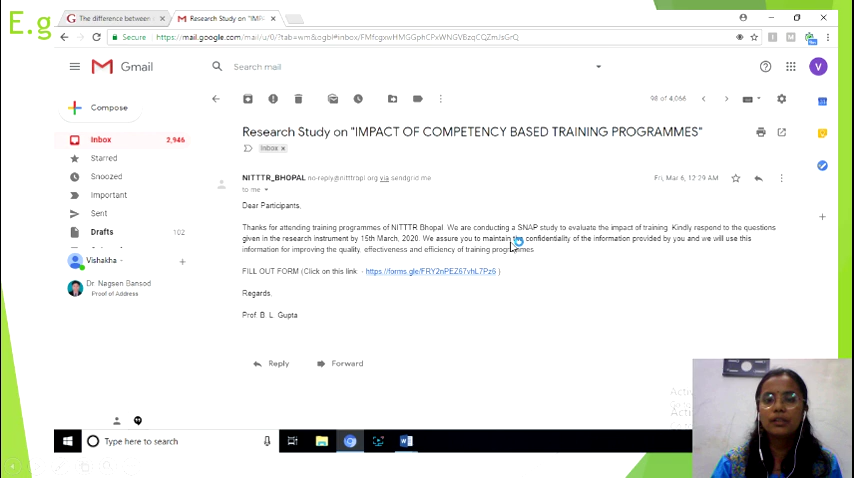 E.g
The difference between
Research Study on "IMP
Secure
https://mail.google.com/mail/u/0/?tab=wm&ogbl#inbox/FMfcgxwHMGGphCPxWNGVBzqCQZmJsGrQ
Gmail
Search mail
V
Compose
98 of 4,066
Research Study on "IMPACT OF COMPETENCY BASED TRAINING PROGRAMMES"
Inbox 2,946
Inbox x
Starred
Snoozed
NITTTR_BHOPAL no-reply@nitttrbpl.org via sendgrid.me
Fri, Mar 6, 12:29 AM
to me
Important
Dear Participants,
Sent
Thanks for attending training programmes of NITTTR Bhopal. We are conducting a SNAP study to evaluate the impact of training. Kindly respond to the questions
Drafts 102
given in the research instrument by 15th March, 2020. We assure you to maintain the confidentiality of the information provided by you and we will use this
information for improving the quality, effectiveness and efficiency of training programmes.
Vishakha
FILL OUT FORM (Click on this link - https://forms.gle/FRY2nPEZ67vhL7Pz6 )
Dr. Nagsen Bansod
Proof of Address
Regards,
Prof. B. L. Gupta
Reply
Forward
Type here to search